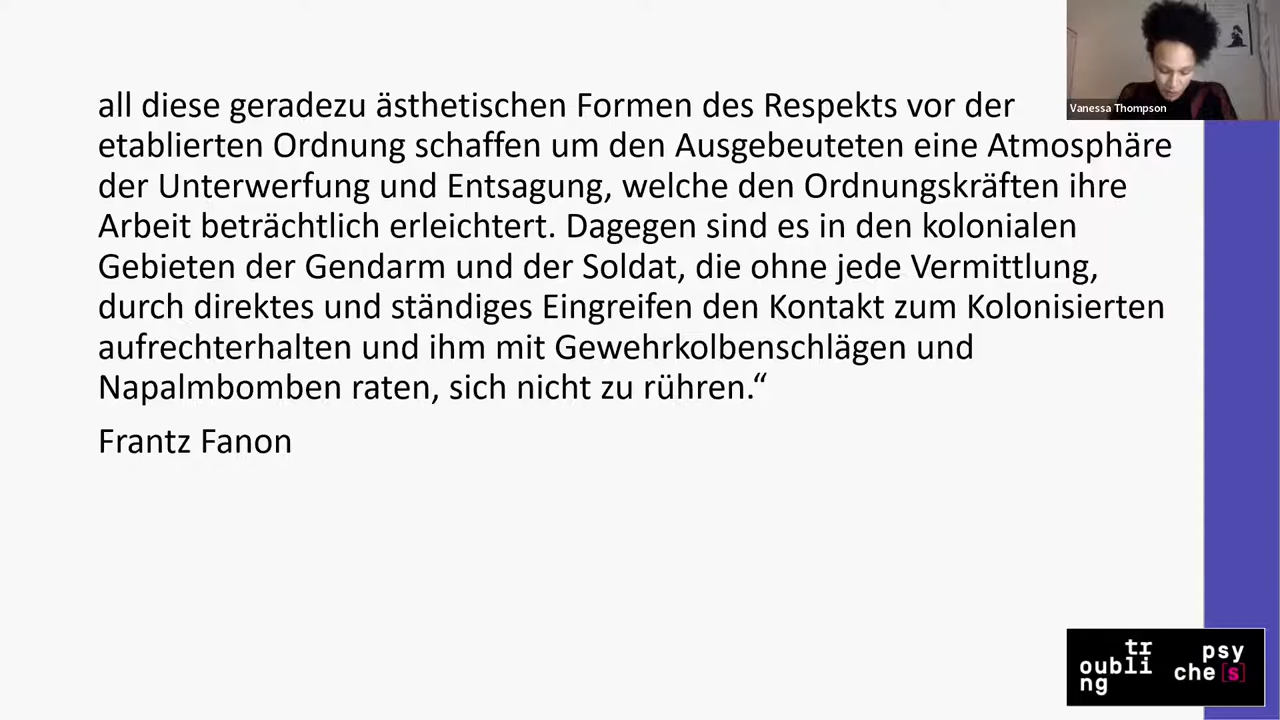 Vanessa Thompson
all diese geradezu ästhetischen Formen des Respekts vor der
etablierten Ordnung schaffen um den Ausgebeuteten eine Atmosphäre
der Unterwerfung und Entsagung, welche den Ordnungskräften ihre
Arbeit beträchtlich erleichtert. Dagegen sind es in den kolonialen
Gebieten der Gendarm und der Soldat, die ohne jede Vermittlung,
durch direktes und ständiges Eingreifen den Kontakt zum Kolonisierten
aufrechterhalten und ihm mit Gewehrkolbenschlägen und
Napalmbomben raten, sich nicht zu rühren.“
Frantz Fanon
tr
oubli
ng
psy
che[s]